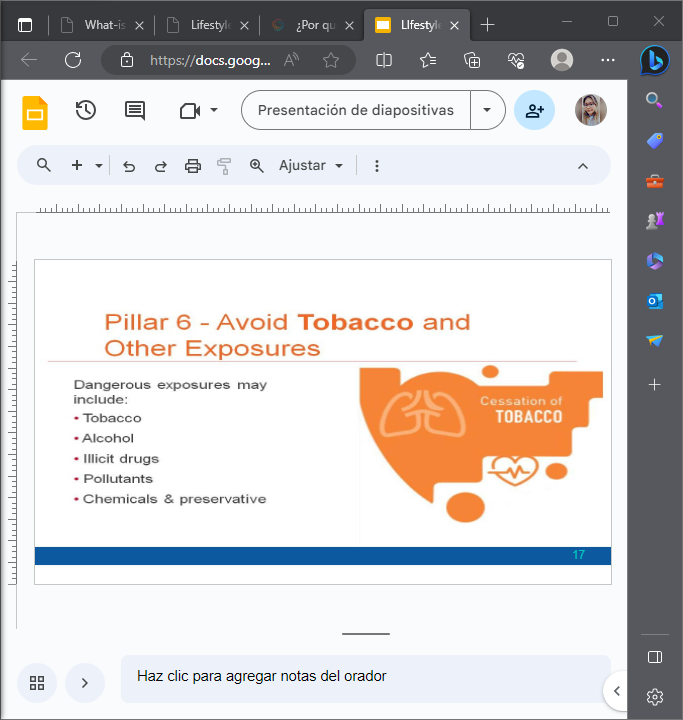 What-is
Lifestyle
¿Por qu
LIfestyle
https://docs.goog...
Presentación de diapositivas
Ajustar
Pillar 6 - Avoid Tobacco and
Other Exposures
Dangerous exposures may
include:
• Tobacco
• Alcohol
• Illicit drugs
• Pollutants
• Chemicals & preservative
Cessation of
TOBACCO
17
Haz clic para agregar notas del orador